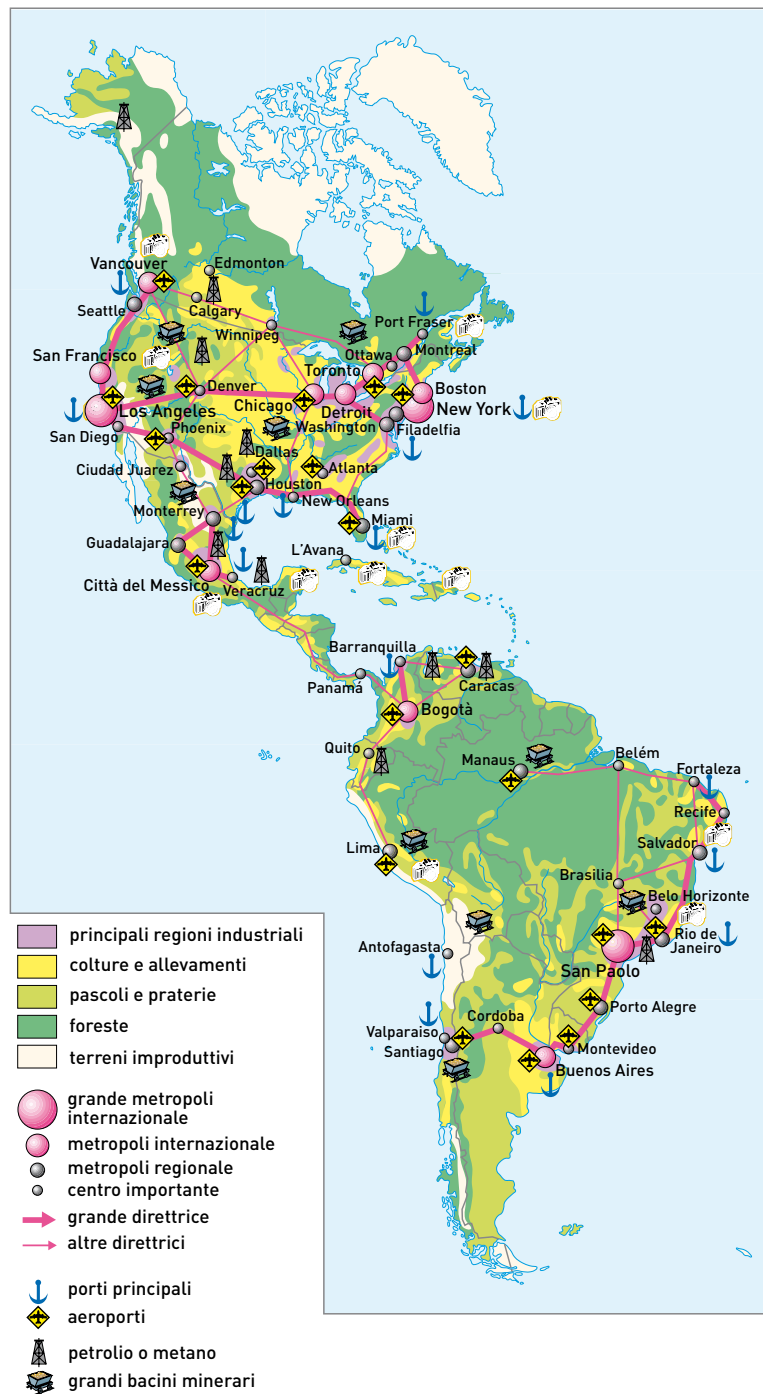 Edmonton
Vancouver
Calgary
Seattle
Winnipeg
Port Fraser
Ottawa
Montreal
San Francisco
Toronto
Denver
Boston
Chicago
Los Angeles
Detroit
New York
Washington
Phoenix
San Diego
Filadelfia
Dallas
Ciudad Juarez
Atlanta
Houston
New Orleans
Monterrey
Miami
Guadalajara
L'Avana
Città del Messico
Veracruz
Barranquilla
Panamá
Caracas
Bogotà
Quito
Manaus
Belém
Fortaleza
Recife
Lima
Salvador
Brasilia
Belo Horizonte
Antofagasta
Rio de
Janeiro
San Paolo
Cordoba
Porto Alegre
Valparaiso
Santiago
Montevideo
Buenos Aires
principali regioni industriali
colture e allevamenti
pascoli e praterie
foreste
terreni improduttivi
grande metropoli
internazionale
metropoli internazionale
metropoli regionale
centro importante
grande direttrice
altre direttrici
porti principali
aeroporti
petrolio o metano
grandi bacini minerari